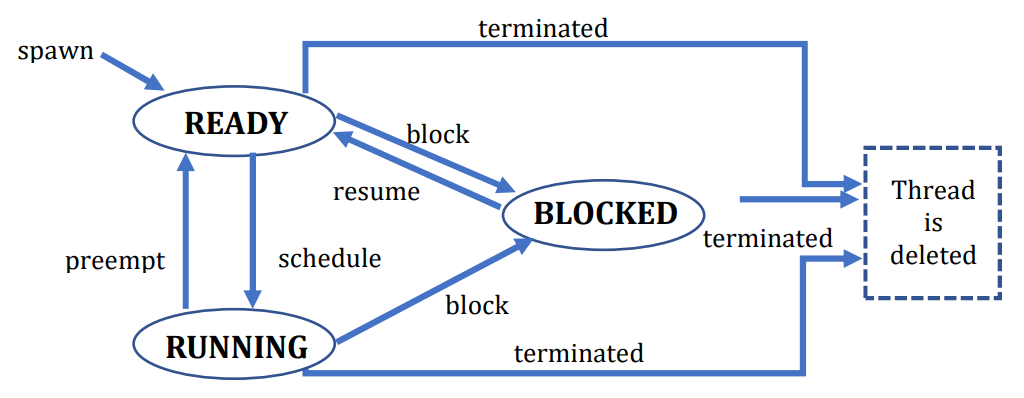 terminated
spawn
READY
block
resume
Thread
is
deleted
BLOCKED
terminated
preempt
schedule
block
RUNNING
terminated